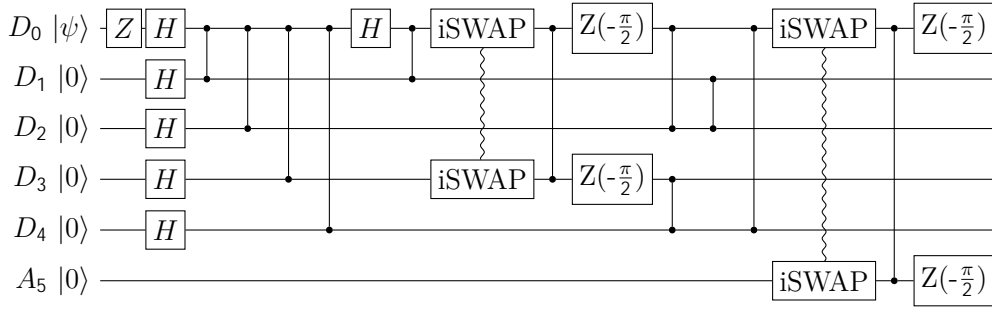 D₀ |ψ⟩ Z H H iSWAP Z(-π/2) iSWAP Z(-π/2)
D₁ |0⟩ H
D₂ |0⟩ H
D₃ |0⟩ H iSWAP Z(-π/2)
D₄ |0⟩ H
A₅ |0⟩ iSWAP Z(-π/2)